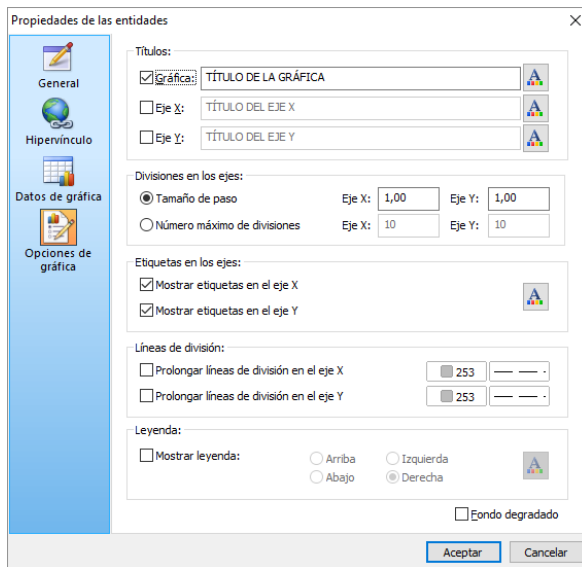 Propiedades de las entidades
General
Hipervínculo
Datos de gráfica
Opciones de
gráfica
Títulos:
Gráfica: TÍTULO DE LA GRÁFICA
Eje X: TÍTULO DEL EJE X
Eje Y: TÍTULO DEL EJE Y
Divisiones en los ejes:
Tamaño de paso Eje X: 1,00 Eje Y: 1,00
Número máximo de divisiones Eje X: 10 Eje Y: 10
Etiquetas en los ejes:
Mostrar etiquetas en el eje X
Mostrar etiquetas en el eje Y
Líneas de división:
Prolongar líneas de división en el eje X 253
Prolongar líneas de división en el eje Y 253
Leyenda:
Mostrar leyenda: Arriba Izquierda
Abajo Derecha
Fondo degradado
Aceptar Cancelar